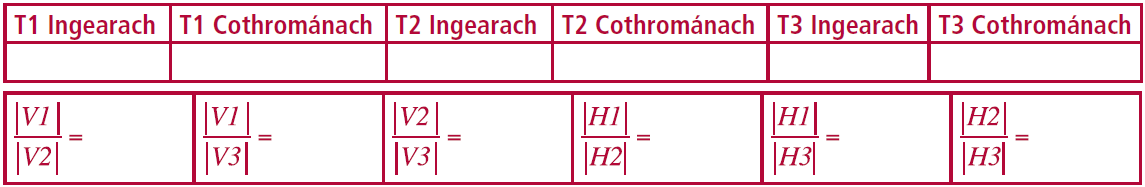 T1 Ingearach T1 Cothrománach T2 Ingearach T2 Cothrománach T3 Ingearach T3 Cothrománach
|V1|/|V2| = |V1|/|V3| = |V2|/|V3| = |H1|/|H2| = |H1|/|H3| = |H2|/|H3| =